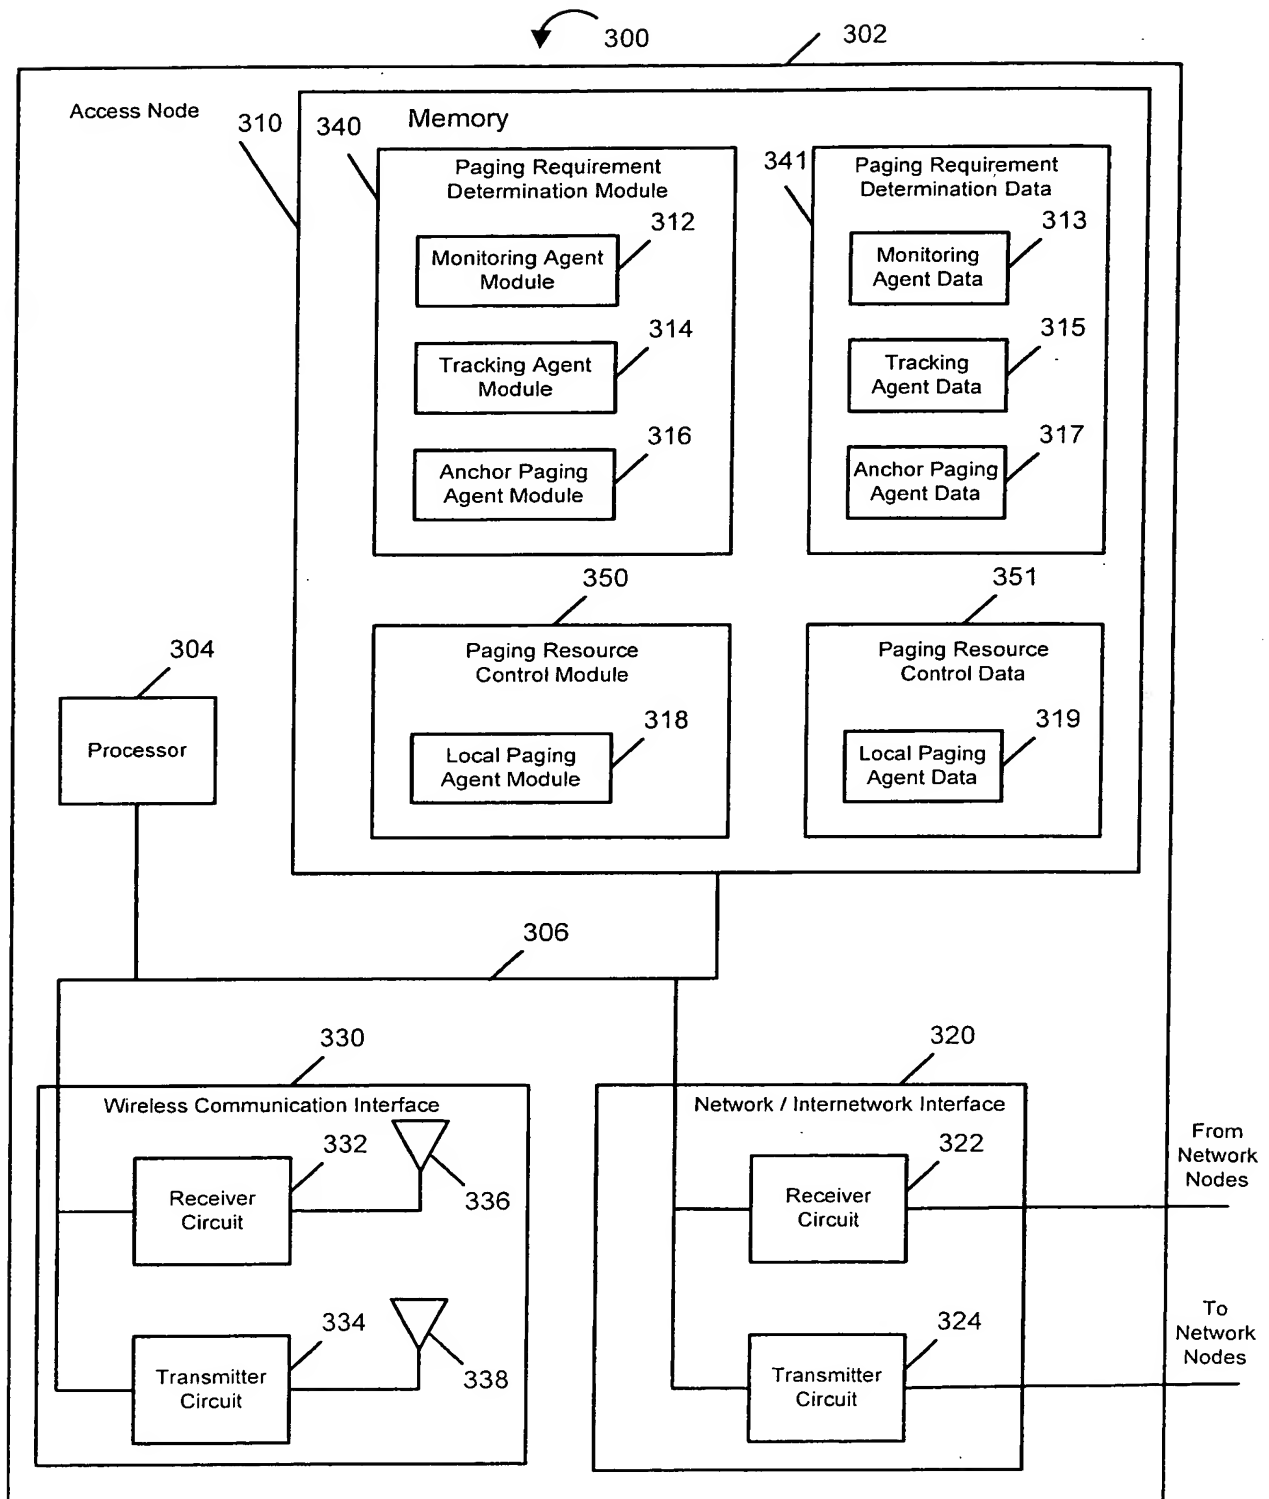 300
302
Access Node
310
340
Memory
341
Paging Requirement
Determination Module
312
Monitoring Agent
Module
314
Tracking Agent
Module
316
Anchor Paging
Agent Module
Paging Requirement
Determination Data
313
Monitoring
Agent Data
315
Tracking
Agent Data
317
Anchor Paging
Agent Data
350
Paging Resource
Control Module
318
Local Paging
Agent Module
351
Paging Resource
Control Data
319
Local Paging
Agent Data
304
Processor
306
330
Wireless Communication Interface
332
Receiver
Circuit
336
334
Transmitter
Circuit
338
320
Network / Internetwork Interface
322
Receiver
Circuit
324
Transmitter
Circuit
From
Network
Nodes
To
Network
Nodes